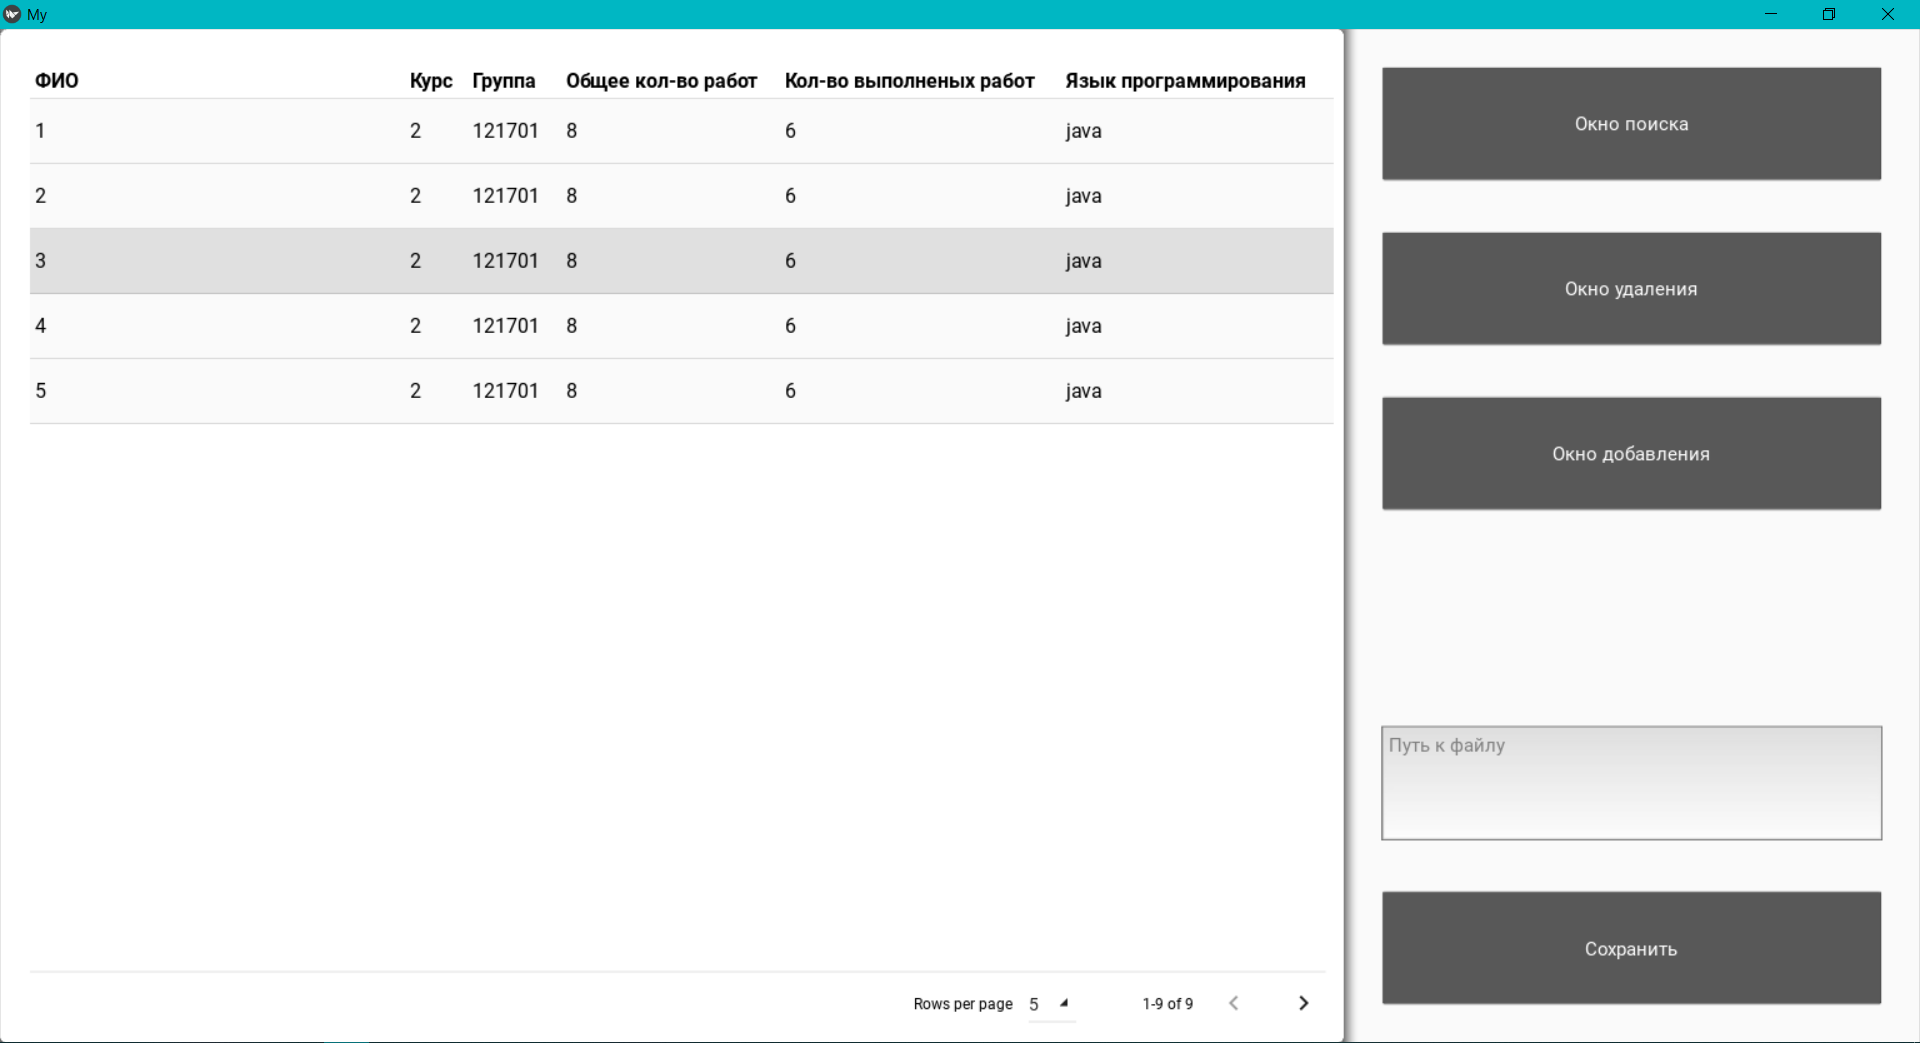 My
ФИО Курс Группа Общее кол-во работ Кол-во выполненых работ Язык программирования
1 2 121701 8 6 java
2 2 121701 8 6 java
3 2 121701 8 6 java
4 2 121701 8 6 java
5 2 121701 8 6 java
Rows per page 5 1-9 of 9
Окно поиска
Окно удаления
Окно добавления
Путь к файлу
Сохранить